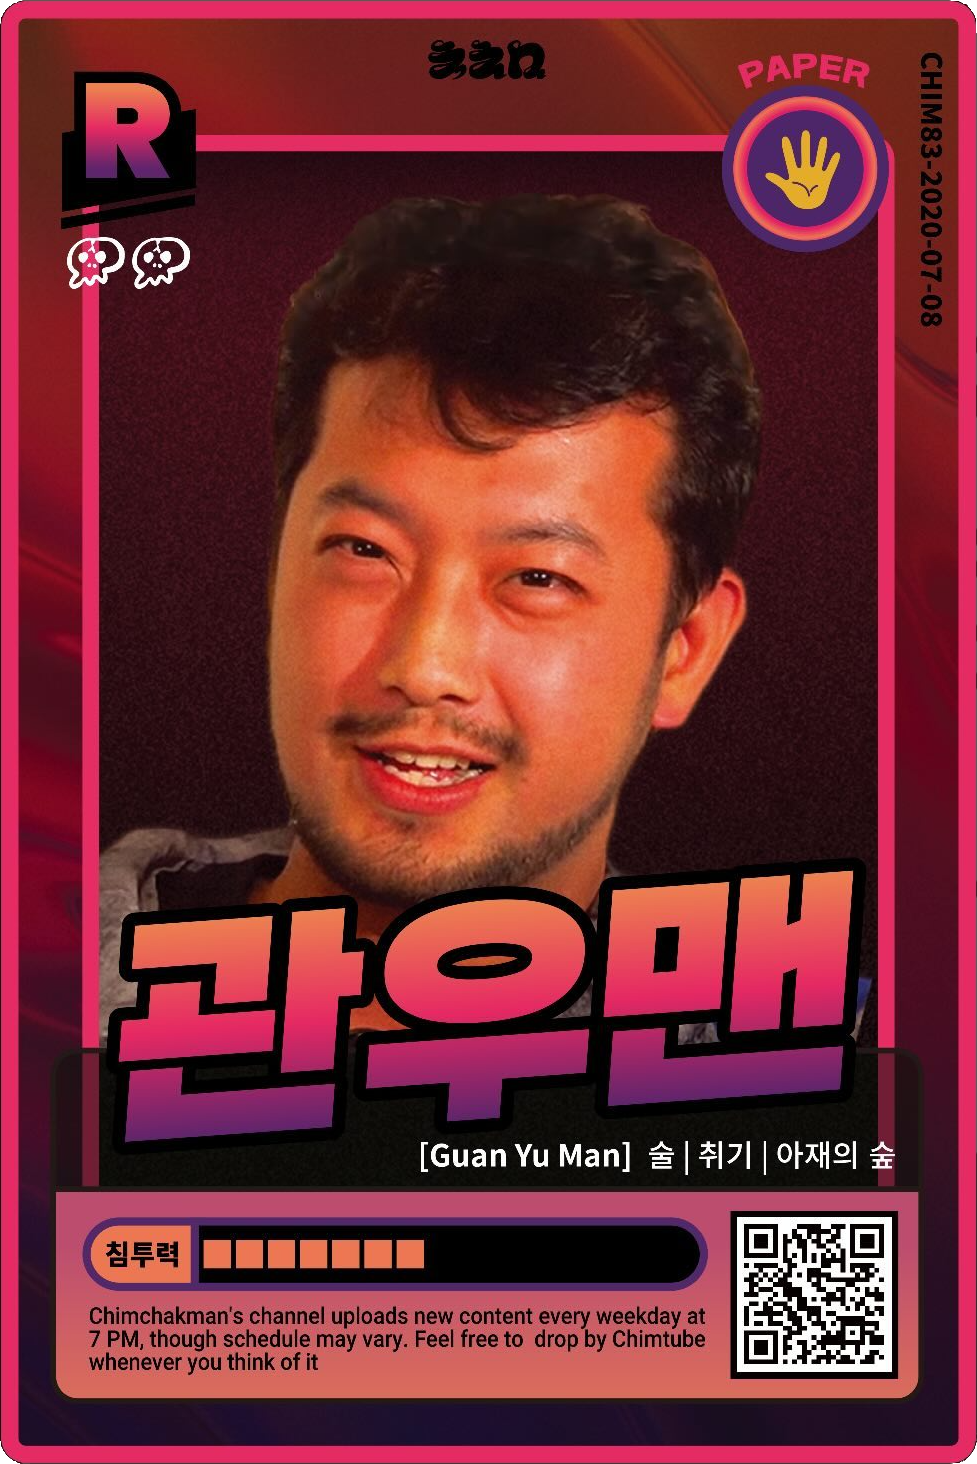 ㅊㅊㅁ
R
PAPER
CHIM83-2020-07-08
관우맨
[Guan Yu Man] 술 | 취기 | 아재의 숲
침투력
Chimchakman's channel uploads new content every weekday at
7 PM, though schedule may vary. Feel free to drop by Chimtube
whenever you think of it